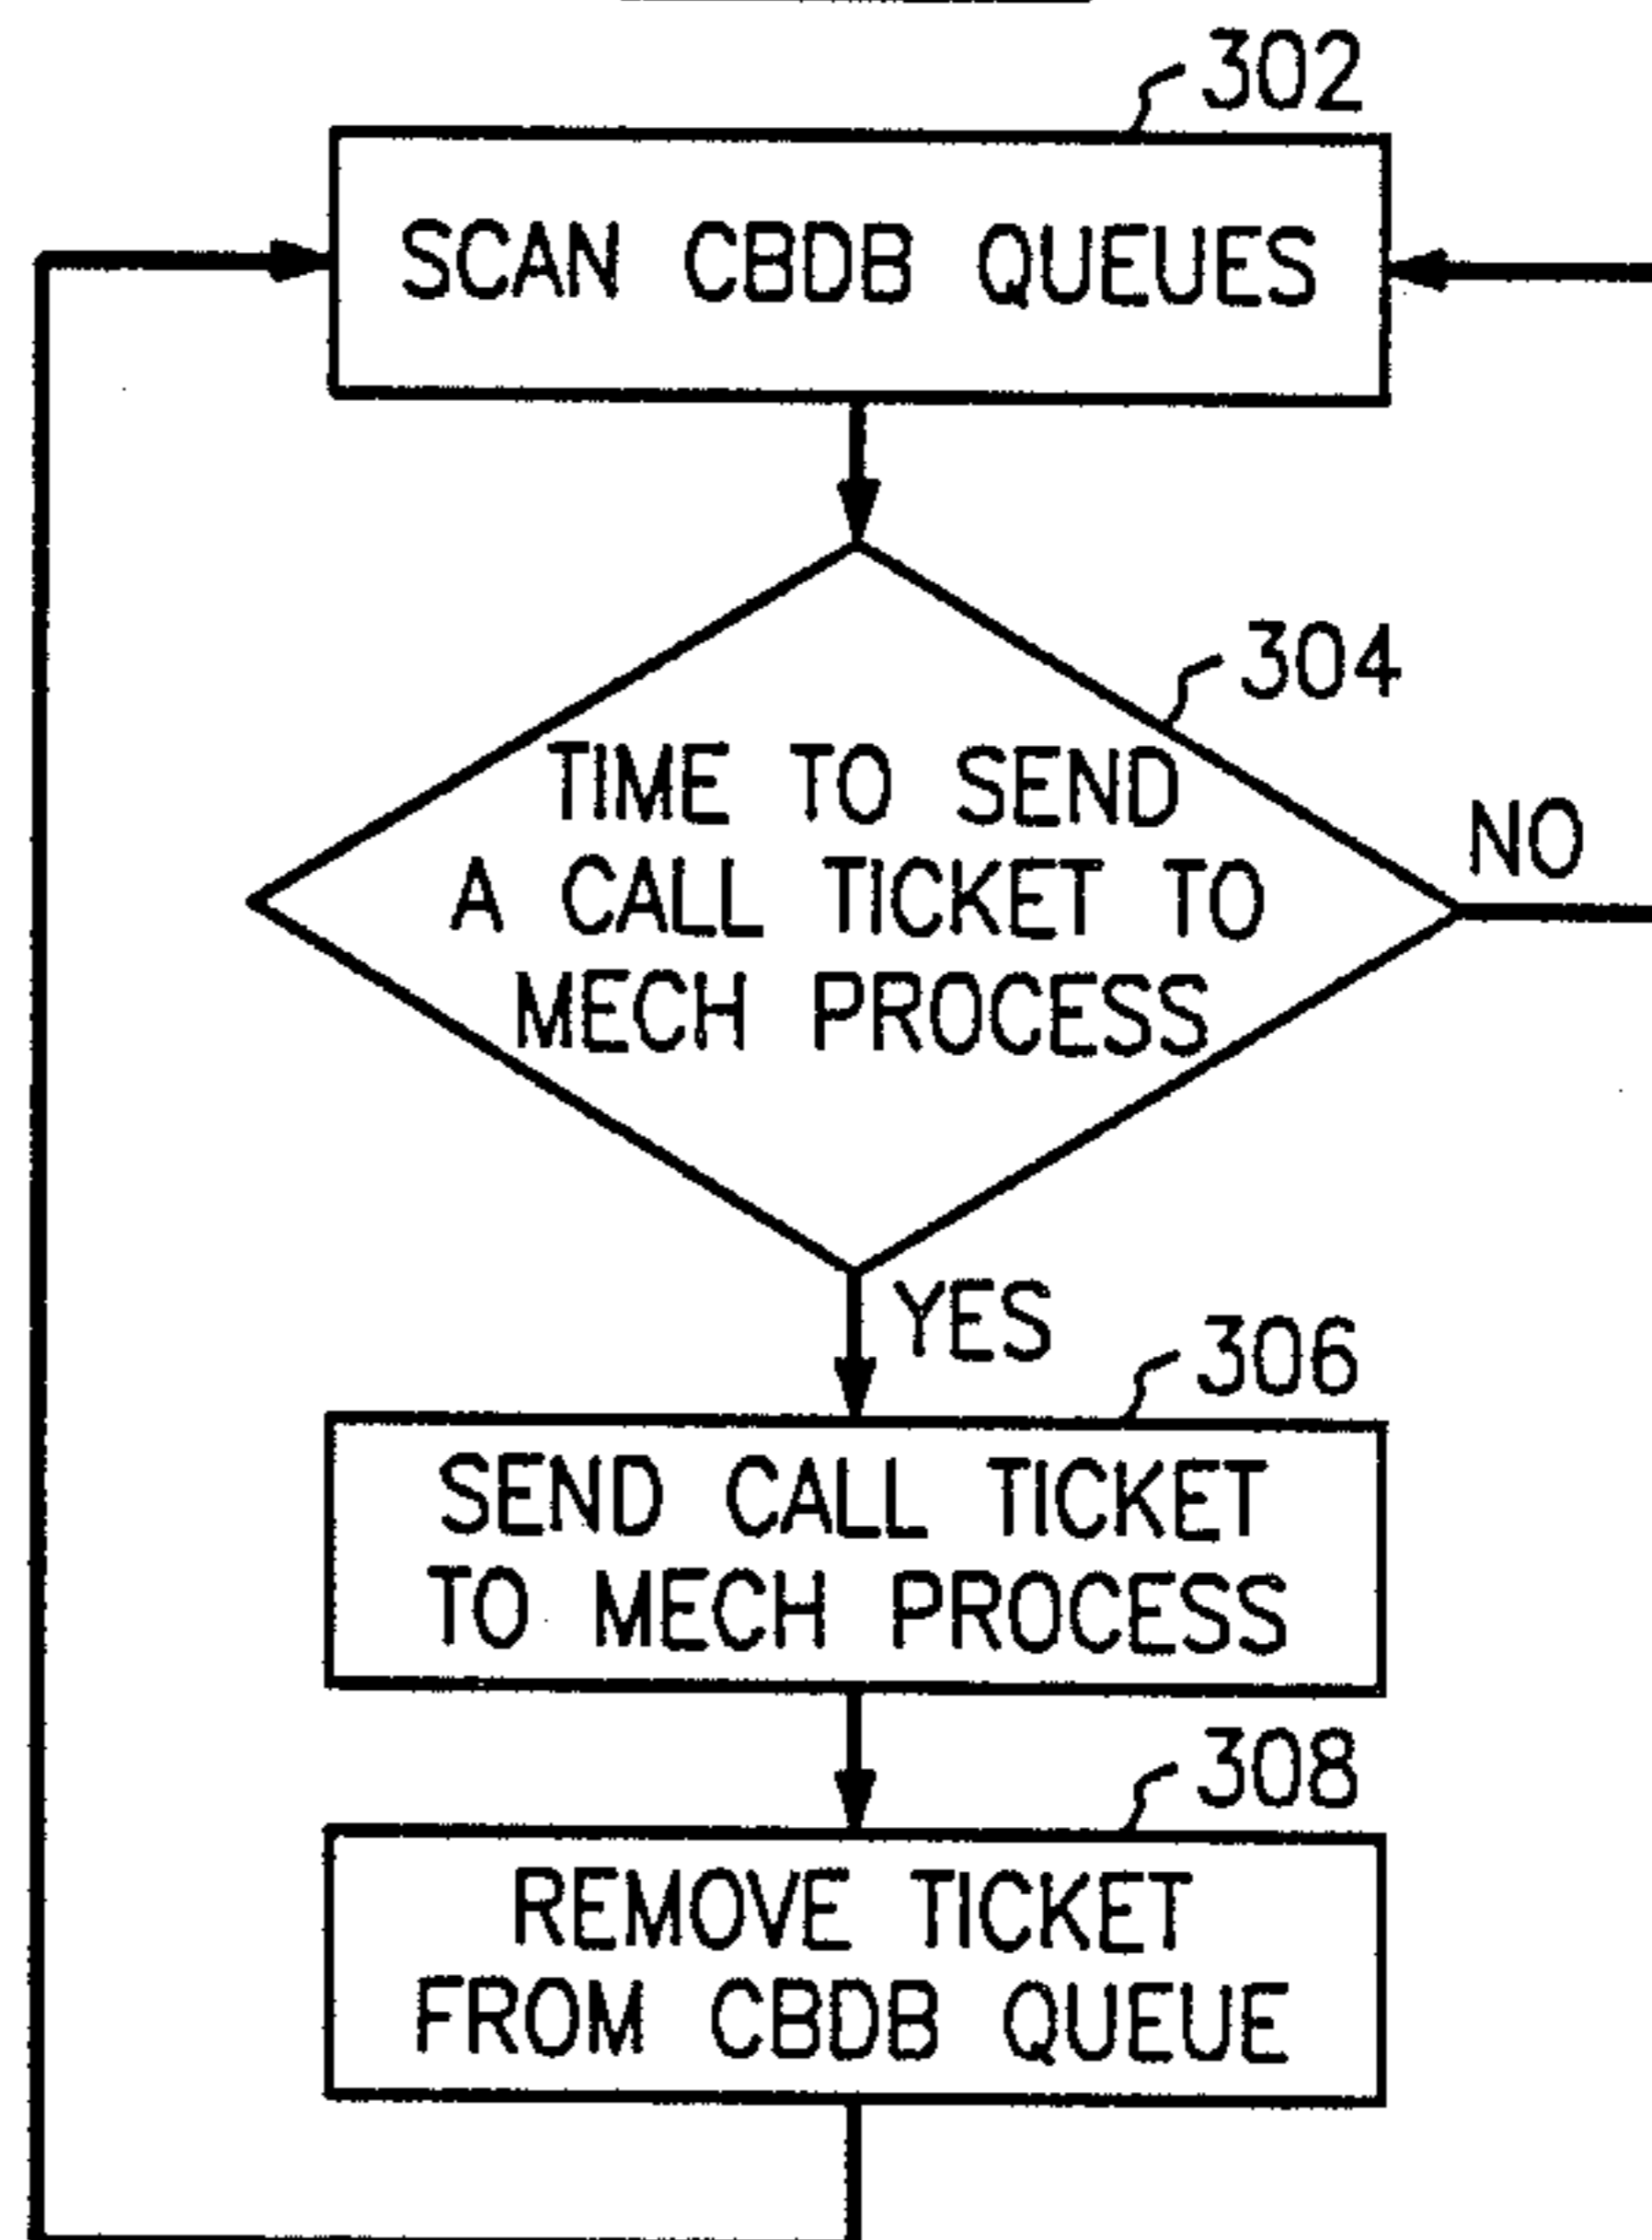 302
SCAN CBDB QUEUES
304
TIME TO SEND
A CALL TICKET TO
MECH PROCESS
NO
YES
306
SEND CALL TICKET
TO MECH PROCESS
308
REMOVE TICKET
FROM CBDB QUEUE